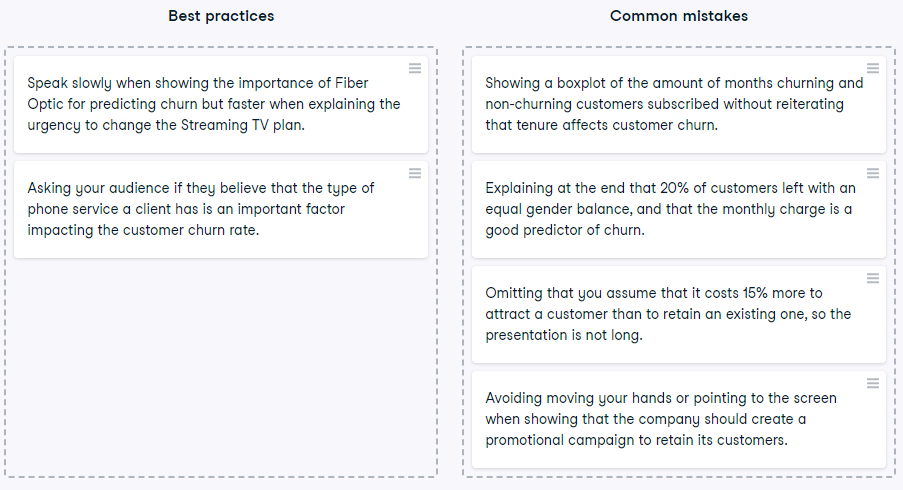 Best practices
Common mistakes
Speak slowly when showing the importance of Fiber
Optic for predicting churn but faster when explaining the
urgency to change the Streaming TV plan.
Asking your audience if they believe that the type of
phone service a client has is an important factor
impacting the customer churn rate.
Showing a boxplot of the amount of months churning and
non-churning customers subscribed without reiterating
that tenure affects customer churn.
Explaining at the end that 20% of customers left with an
equal gender balance, and that the monthly charge is a
good predictor of churn.
Omitting that you assume that it costs 15% more to
attract a customer than to retain an existing one, so the
presentation is not long.
Avoiding moving your hands or pointing to the screen
when showing that the company should create a
promotional campaign to retain its customers.